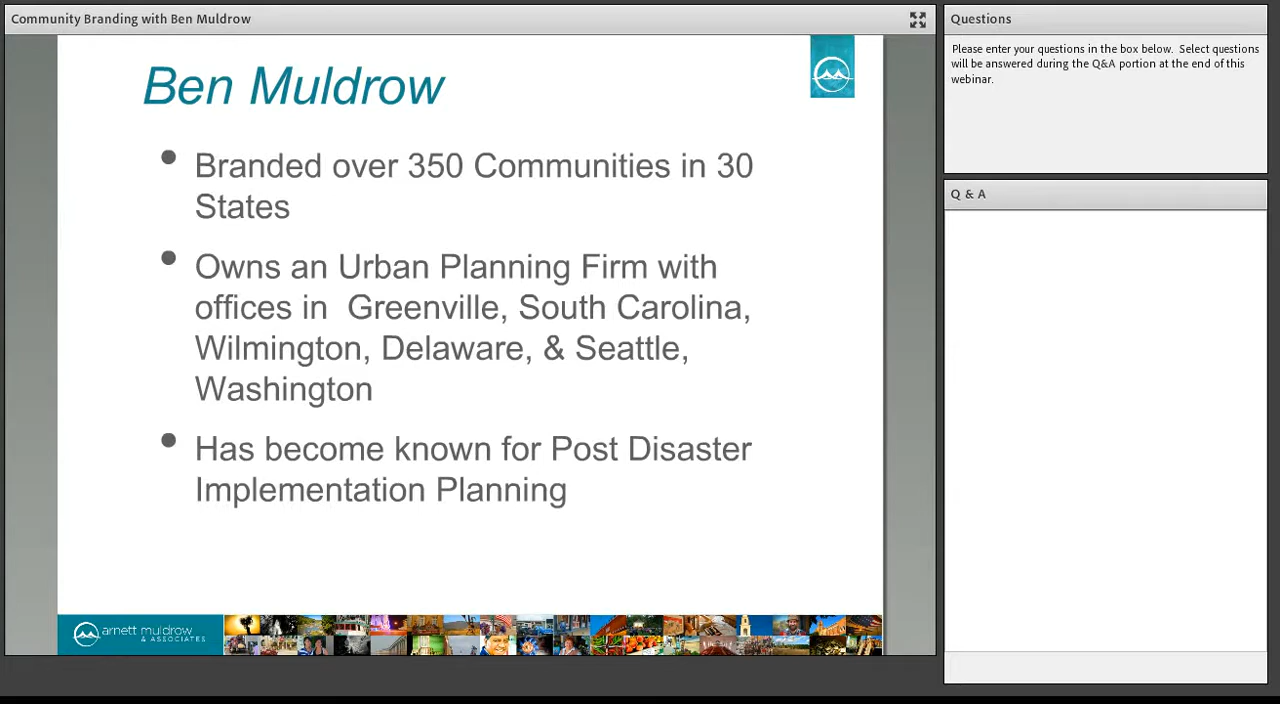 Community Branding with Ben Muldrow
Ben Muldrow
• Branded over 350 Communities in 30
States
• Owns an Urban Planning Firm with
offices in  Greenville, South Carolina,
Wilmington, Delaware, & Seattle,
Washington
• Has become known for Post Disaster
Implementation Planning
arnett muldrow
& ASSOCIATES
Questions
Please enter your questions in the box below.  Select questions
will be answered during the Q&A portion at the end of this
webinar.
Q & A